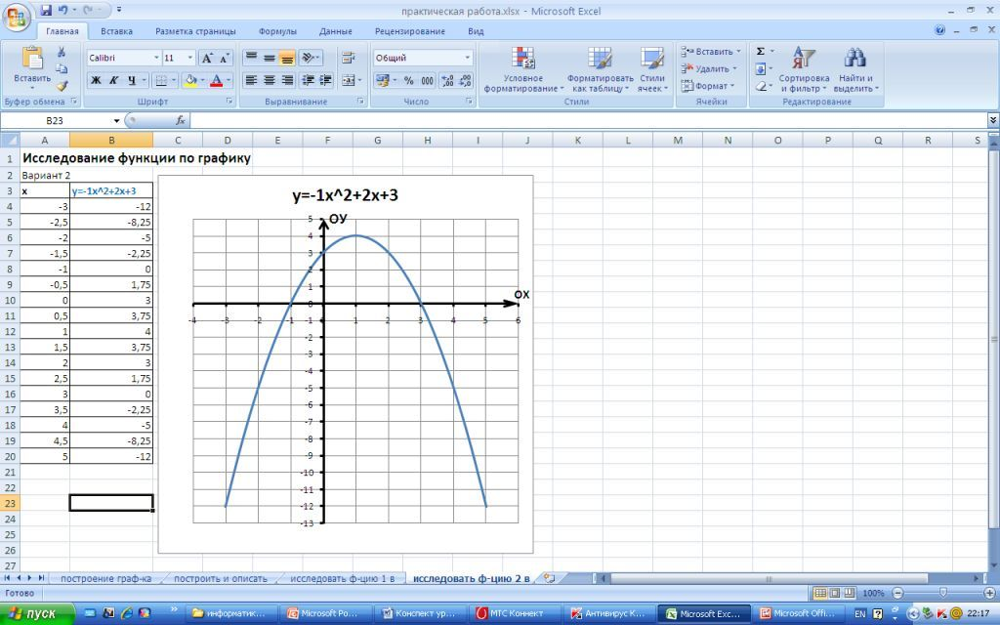 практическая работа.xlsx - Microsoft Excel
Главная Вставка Разметка страницы Формулы Данные Рецензирование Вид
Calibri 11 Общий
Вставить
Ж К Ч % 000
Условное форматирование Форматировать как таблицу Стили ячеек
Вставить
Удалить
Формат
Σ Сортировка и фильтр Найти и выделить
Буфер обмена Шрифт Выравнивание Число Стили Ячейки Редактирование
B23 fx
A B C D E F G H I J K L M N O P Q R S
1 Исследование функции по графику
2 Вариант 2
3 x y=-1x^2+2x+3
4 -3 -12
5 -2,5 -8,25
6 -2 -5
7 -1,5 -2,25
8 -1 0
9 -0,5 1,75
10 0 3
11 0,5 3,75
12 1 4
13 1,5 3,75
14 2 3
15 2,5 1,75
16 3 0
17 3,5 -2,25
18 4 -5
19 4,5 -8,25
20 5 -12
21
22
23
24
25
26
27
y=-1x^2+2x+3
ОУ
5
4
3
2
1
0
ОХ
-4 -3 -2 -1 -1 1 2 3 4 5 6
-2
-3
-4
-5
-6
-7
-8
-9
-10
-11
-12
-13
построение граф-ка построить и описать исследовать ф-цию 1 в исследовать ф-цию 2 в
Готово 100%
пуск информатик... Microsoft Po... Конспект ур... МТС Коннект Антивирус K... Microsoft Exc... Microsoft Offi... EN 22:17